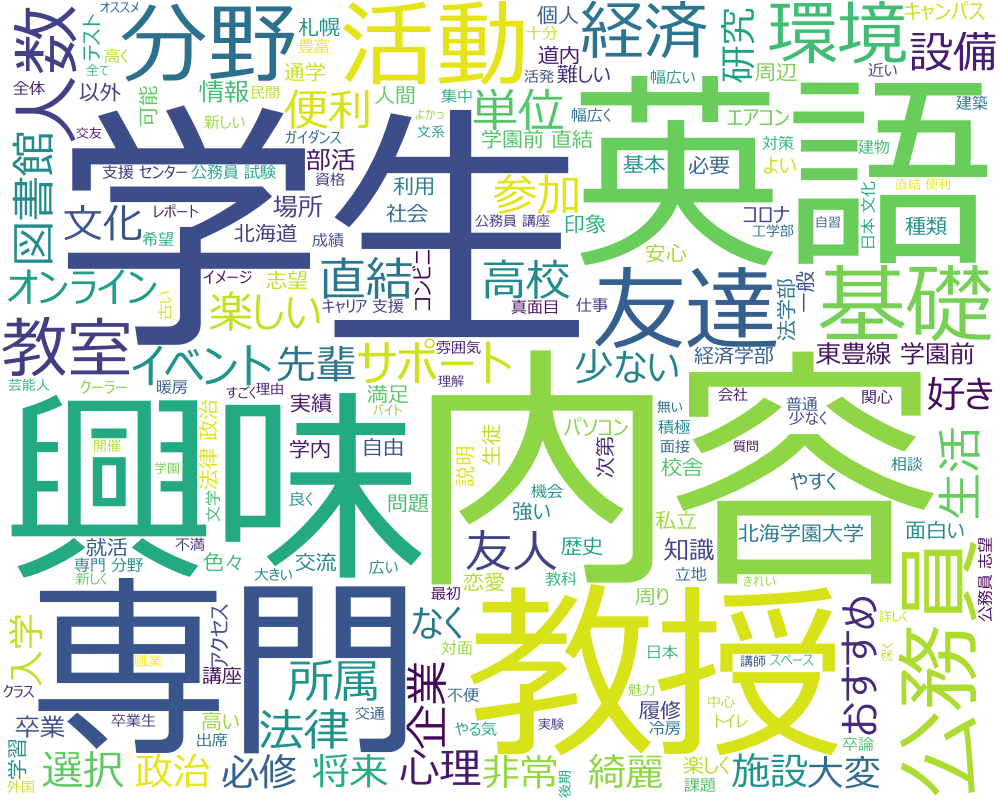 オススメ
人数
テスト
高く
全体
全て
以外
可能
交友
分野
札幌
豊富
通学
情報
民間
新しい
ガイダンス
便利
活動
人間
集中
よかっ
文系
個人
十分
道内
活発
難しい
単位
幅広く
学園前 直結
経済
幅広い
研究
周辺
エアコン
対策
よい
環境
キャンパス
設備
近い
建築
建物
直結 便利
図書館
学生
支援 センター
公務員 試験
部活
資格
利用
社会
参加
公務員 講座
印象
英語
基本
必要
安心
コロナ
工学部
自習
日本 文化
種類
文化
レポート
希望
場所
北海道
成績
オンライン
イメージ
志望
古い
楽しい
直結
キャリア 支援
コンビニ
高校
真面目
仕事
友達
法学部
一般
基礎
教室
イベント
先輩
サポート
雰囲気
理解
少ない
経済学部
東豊線 学園前
芸能人
クーラー
暖房
すごく
理由
実績
満足
バイト
興味
開催
学園
文学
法律 政治
学内
自由
良く
問題
説明
生徒
内容
機会
強い
パソコン
次第
無い
積極
面接
校舎
私立
会社
普通
少なく
質問
やすく
関心
相談
好き
生活
北海学園大学
面白い
就活
専門 分野
新しく
不満
色々
大きい
交流
広い
友人
恋愛
最初
歴史
教科
知識
立地
周り
きれい
公務員
公務員 志望
入学
専門
職業
アクセス
講座
なく
対面
教授
日本
講師 スペース
おすすめ
詳しく
深く
クラス
卒業
卒業生
高い
出席
所属
法律
交通
企業
不便
やる気
実験
魅力
履修
冷房
中心
トイレ
卒論
学習
外国
選択
政治
必修
将来
心理
非常
後期
綺麗
楽しく
課題
施設
大変